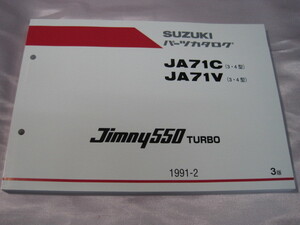 SUZUKI
パーツカタログ
JA71C (3・4型)
JA71V (3・4型)
Jimny550 TURBO
1991-2
3版